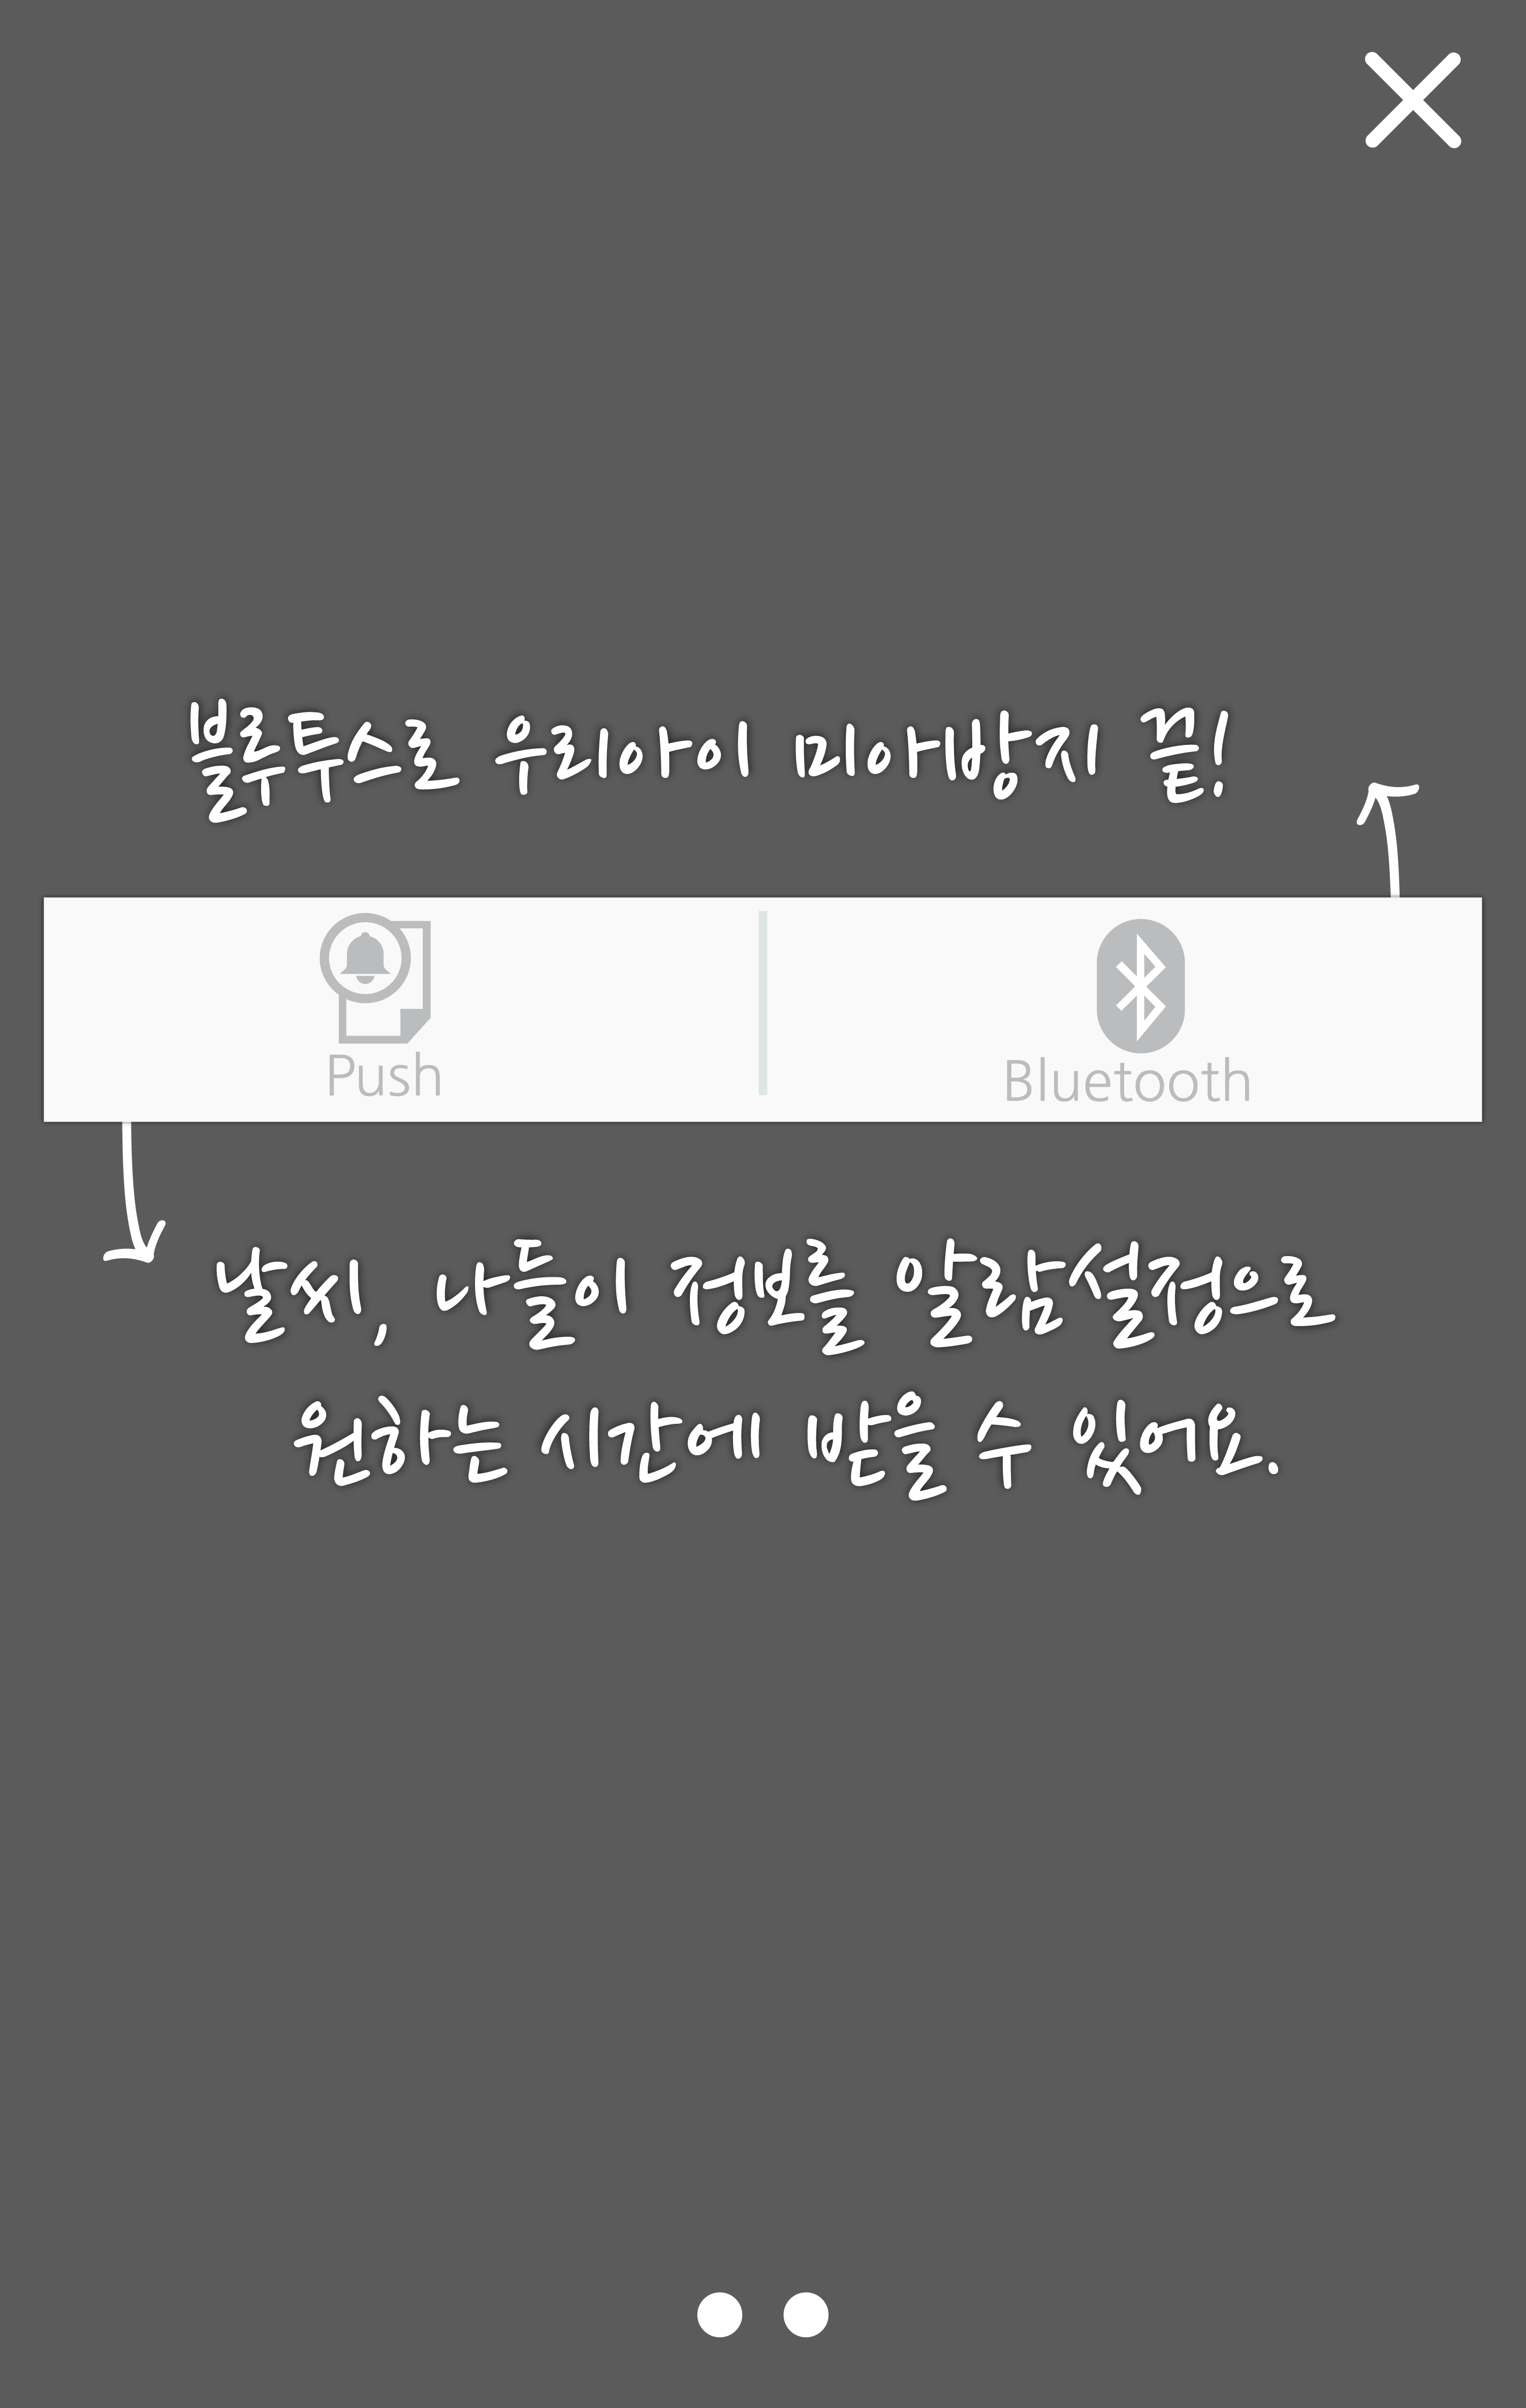 블루투스로 우리아이 미아방지 끝!
Push
Bluetooth
날씨, 나들이 정보를 알람설정으로
원하는 시간에 받을 수 있어요.